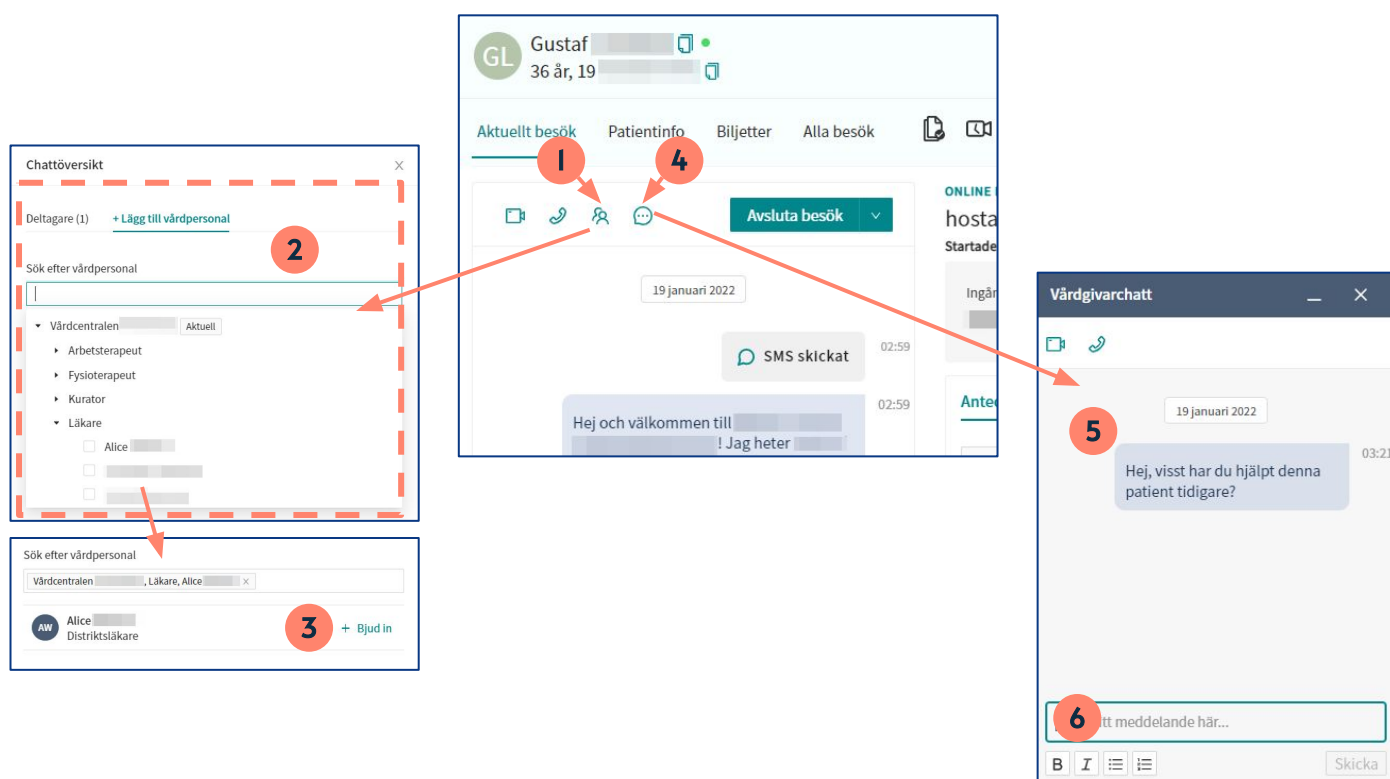 GL
Gustaf
36 år, 19
Aktuellt besök Patientinfo Biljetter Alla besök
1
4
Avsluta besök
19 januari 2022
SMS skickat
02:59
Hej och välkommen till
! Jag heter
02:59
ONLINE
hosta
Startade
Ingår
Ante
Chattöversikt
Deltagare (1) + Lägg till vårdpersonal
2
Sök efter vårdpersonal
Vårdcentralen Aktuell
Arbetsterapeut
Fysioterapeut
Kurator
Läkare
Alice
Sök efter vårdpersonal
Vårdcentralen , Läkare, Alice ×
AW
Alice
Distriktsläkare
3
+ Bjud in
Vårdgivarchatt
19 januari 2022
5
03:21
Hej, visst har du hjälpt denna
patient tidigare?
6
tt meddelande här...
B I
Skicka